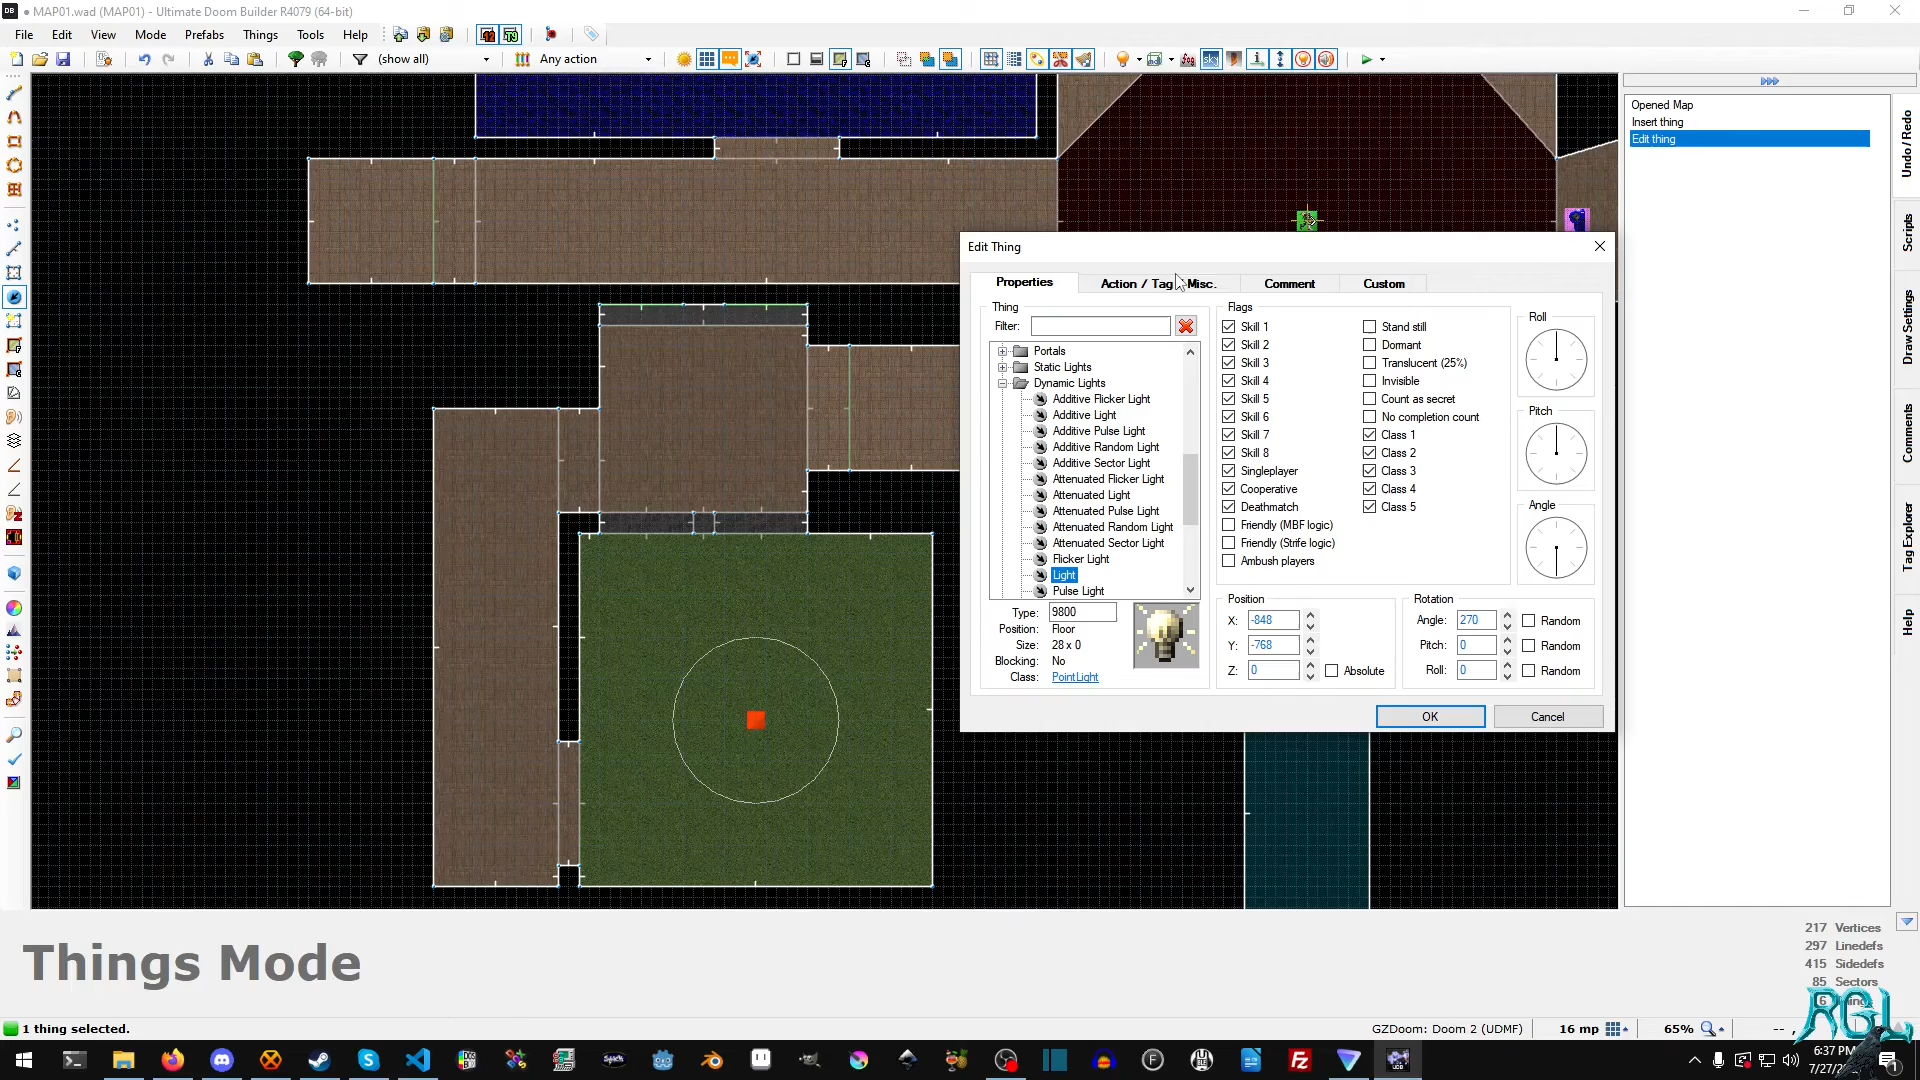 ● MAP01.wad (MAP01) - Ultimate Doom Builder R4079 (64-bit)
File Edit View Mode Prefabs Things Tools Help
(show all) Any action
Opened Map
Insert thing
Edit thing
Undo / Redo
Scripts
Draw Settings
Comments
Tag Explorer
Help
Edit Thing
Properties Action / Tag / Misc. Comment Custom
Thing
Filter:
Portals
Static Lights
Dynamic Lights
Additive Flicker Light
Additive Light
Additive Pulse Light
Additive Random Light
Additive Sector Light
Attenuated Flicker Light
Attenuated Light
Attenuated Pulse Light
Attenuated Random Light
Attenuated Sector Light
Flicker Light
Light
Pulse Light
Type: 9800
Position: Floor
Size: 28 x 0
Blocking: No
Class: PointLight
Flags
Skill 1
Skill 2
Skill 3
Skill 4
Skill 5
Skill 6
Skill 7
Skill 8
Singleplayer
Cooperative
Deathmatch
Friendly (MBF logic)
Friendly (Strife logic)
Ambush players
Stand still
Dormant
Translucent (25%)
Invisible
Count as secret
No completion count
Class 1
Class 2
Class 3
Class 4
Class 5
Roll
Pitch
Angle
Position
X: -848
Y: -768
Z: 0 Absolute
Rotation
Angle: 270 Random
Pitch: 0 Random
Roll: 0 Random
OK Cancel
Things Mode
217 Vertices
297 Linedefs
415 Sidedefs
85 Sectors
6
RGL
1 thing selected.
GZDoom: Doom 2 (UDMF) 16 mp 65% -- ,
6:37 PM